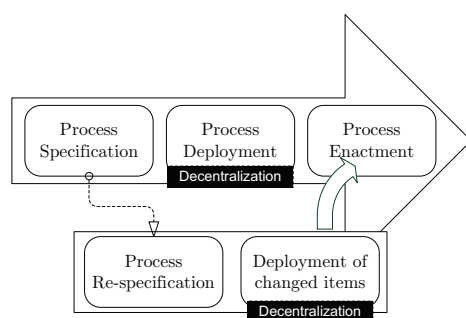 Process
Specification
Process
Deployment
Process
Enactment
Decentralization
Process
Re-specification
Deployment of
changed items
Decentralization